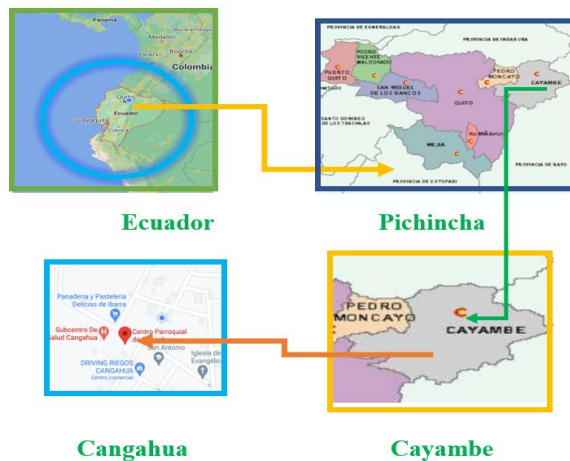 Panama
Medellín
Bucaramanga
Bogotá
Colombia
Quito
Ecuador
Guayaquil
Cuenca
PROVINCIA DE ESMERALDAS
PROVINCIA DE IMBABURA
PUERTO
QUITO
PEDRO
VICENTE
MALDONADO
SAN MIGUEL
DE LOS BANCOS
QUITO
PEDRO
MONCAYO
CAYAMBE
SANTO DOMINGO
DE LOS TSACHILAS
MEJIA
RUMIÑAHUI
PROVINCIA DE NAPO
PROVINCIA DE COTOPAXI
Ecuador
Pichincha
Panaderia y Pasteleria
Delicias de Ibarra
Subcentro De
Salud Cangahua
Centro Parroquial
San Antonio
DRIVING RIEGOS
CANGAHUA
Centro comercial
Iglesia de
Evangélic
PEDRO
MONCAYO
CAYAMBE
Cangahua
Cayambe